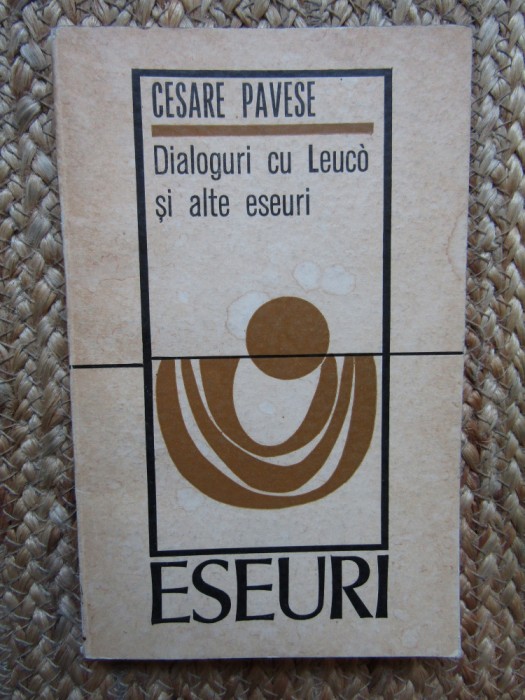 CESARE PAVESE
Dialoguri cu Leucò
și alte eseuri
ESEURI